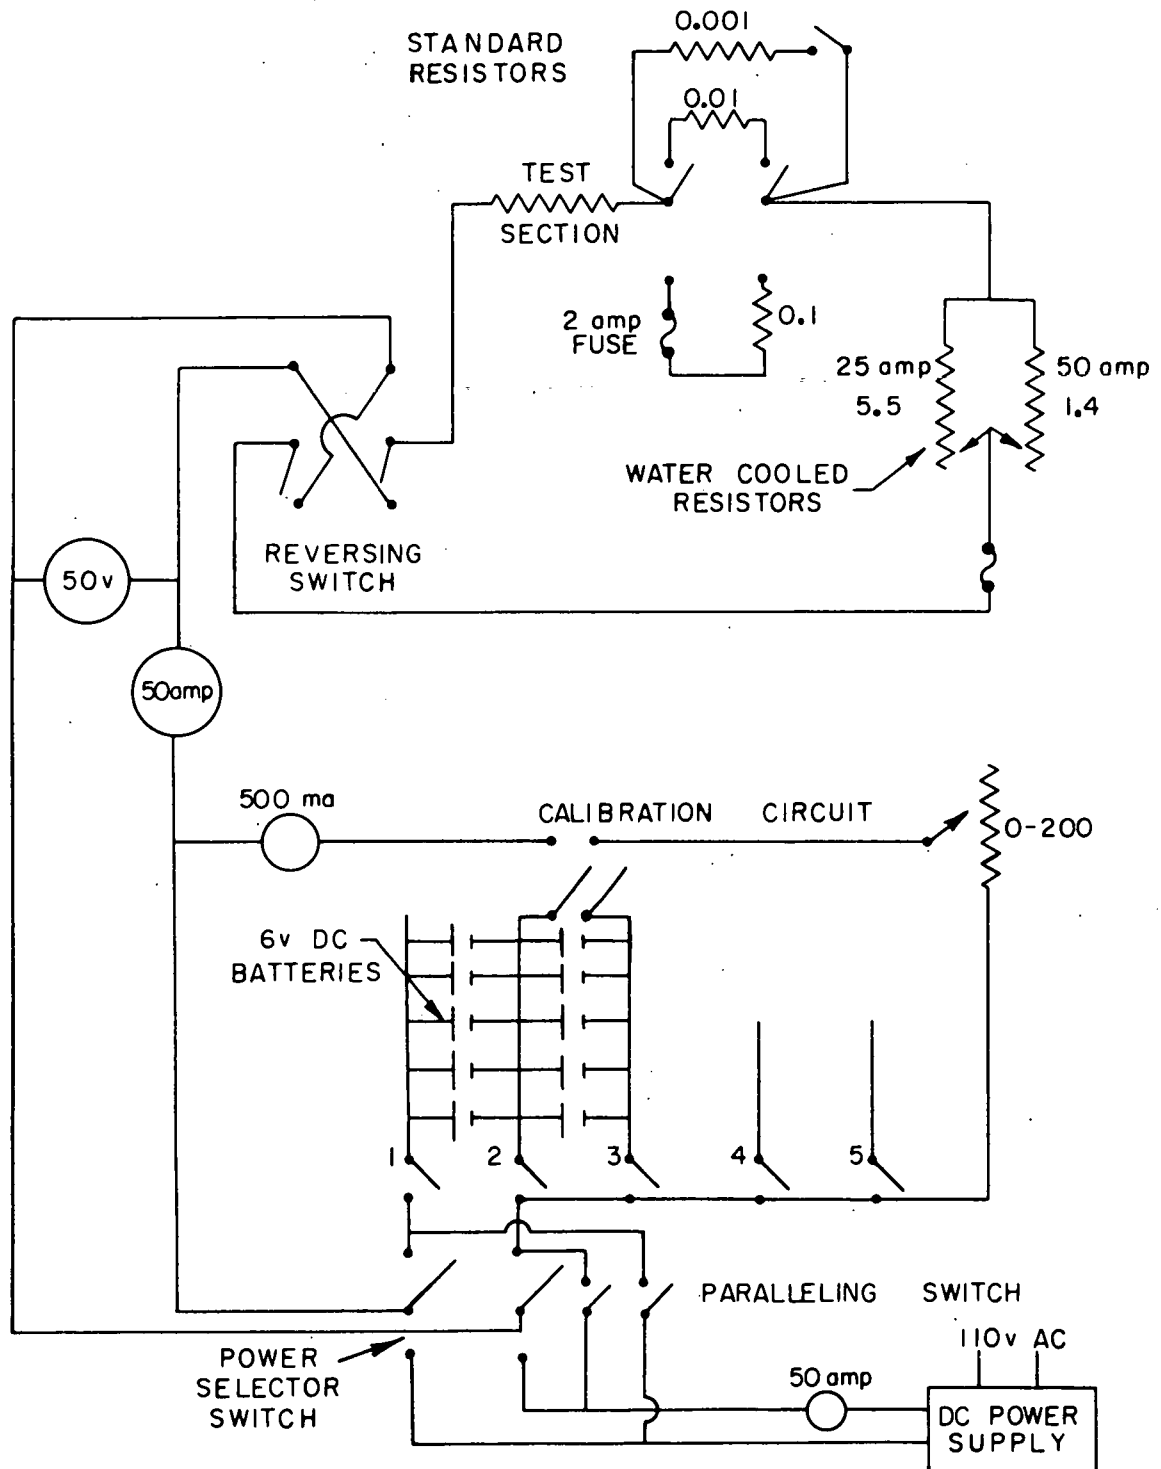 STANDARD
RESISTORS
0.001
0.01
TEST
SECTION
2 amp
FUSE
0.1
25 amp
5.5
50 amp
1.4
WATER COOLED
RESISTORS
REVERSING
SWITCH
50v
50amp
500 ma
CALIBRATION CIRCUIT
0-200
6v DC
BATTERIES
1 2 3 4 5
PARALLELING SWITCH
POWER
SELECTOR
SWITCH
110v AC
50 amp
DC POWER
SUPPLY